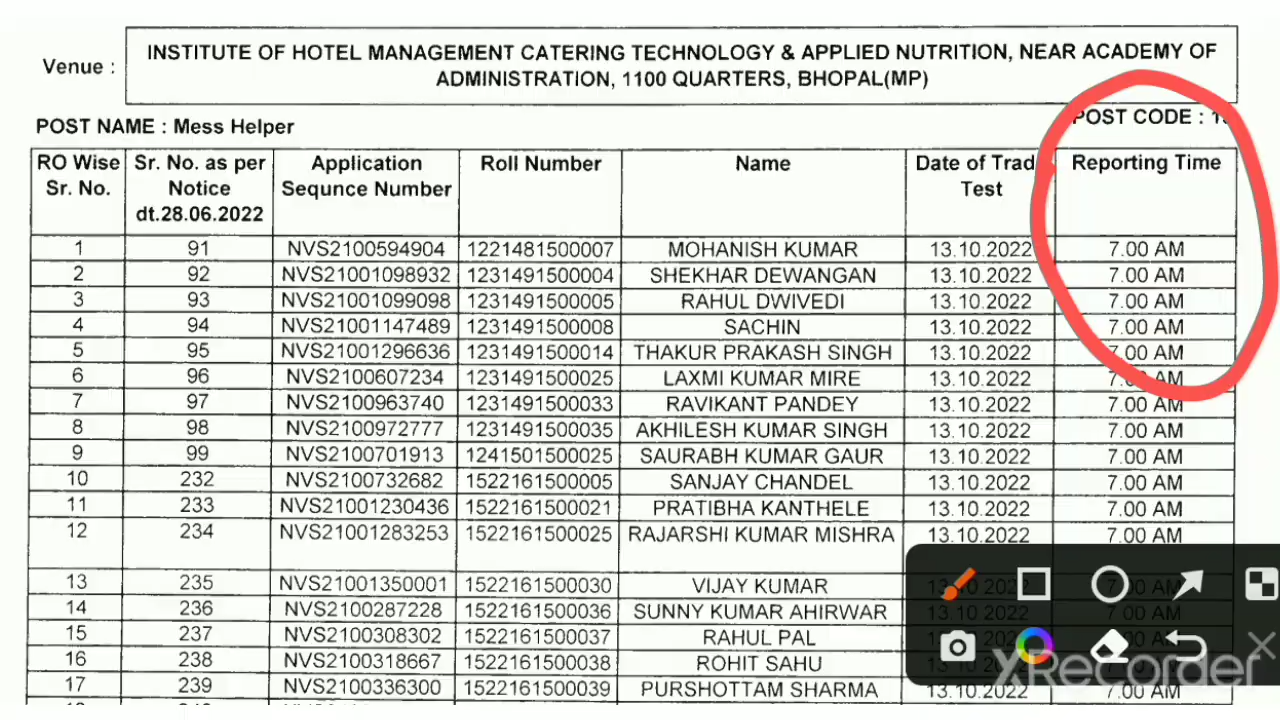 Venue :
INSTITUTE OF HOTEL MANAGEMENT CATERING TECHNOLOGY & APPLIED NUTRITION, NEAR ACADEMY OF
ADMINISTRATION, 1100 QUARTERS, BHOPAL(MP)
POST NAME : Mess Helper POST CODE :
RO Wise Sr. No. as per Application Roll Number Name Date of Trad Reporting Time
Sr. No. Notice Sequnce Number Test
dt.28.06.2022
1 91 NVS2100594904 1221481500007 MOHANISH KUMAR 13.10.2022 7.00 AM
2 92 NVS21001098932 1231491500004 SHEKHAR DEWANGAN 13.10.2022 7.00 AM
3 93 NVS21001099098 1231491500005 RAHUL DWIVEDI 13.10.2022 7.00 AM
4 94 NVS21001147489 1231491500008 SACHIN 13.10.2022 7.00 AM
5 95 NVS21001296636 1231491500014 THAKUR PRAKASH SINGH 13.10.2022 7.00 AM
6 96 NVS2100607234 1231491500025 LAXMI KUMAR MIRE 13.10.2022 7.00 AM
7 97 NVS2100963740 1231491500033 RAVIKANT PANDEY 13.10.2022 7.00 AM
8 98 NVS2100972777 1231491500035 AKHILESH KUMAR SINGH 13.10.2022 7.00 AM
9 99 NVS2100701913 1241501500025 SAURABH KUMAR GAUR 13.10.2022 7.00 AM
10 232 NVS2100732682 1522161500005 SANJAY CHANDEL 13.10.2022 7.00 AM
11 233 NVS21001230436 1522161500021 PRATIBHA KANTHELE 13.10.2022 7.00 AM
12 234 NVS21001283253 1522161500025 RAJARSHI KUMAR MISHRA 13.10.2022 7.00 AM
13 235 NVS21001350001 1522161500030 VIJAY KUMAR
14 236 NVS2100287228 1522161500036 SUNNY KUMAR AHIRWAR
15 237 NVS2100308302 1522161500037 RAHUL PAL
16 238 NVS2100318667 1522161500038 ROHIT SAHU
XRecorder
17 239 NVS2100336300 1522161500039 PURSHOTTAM SHARMA 13.10.2022 7.00 AM